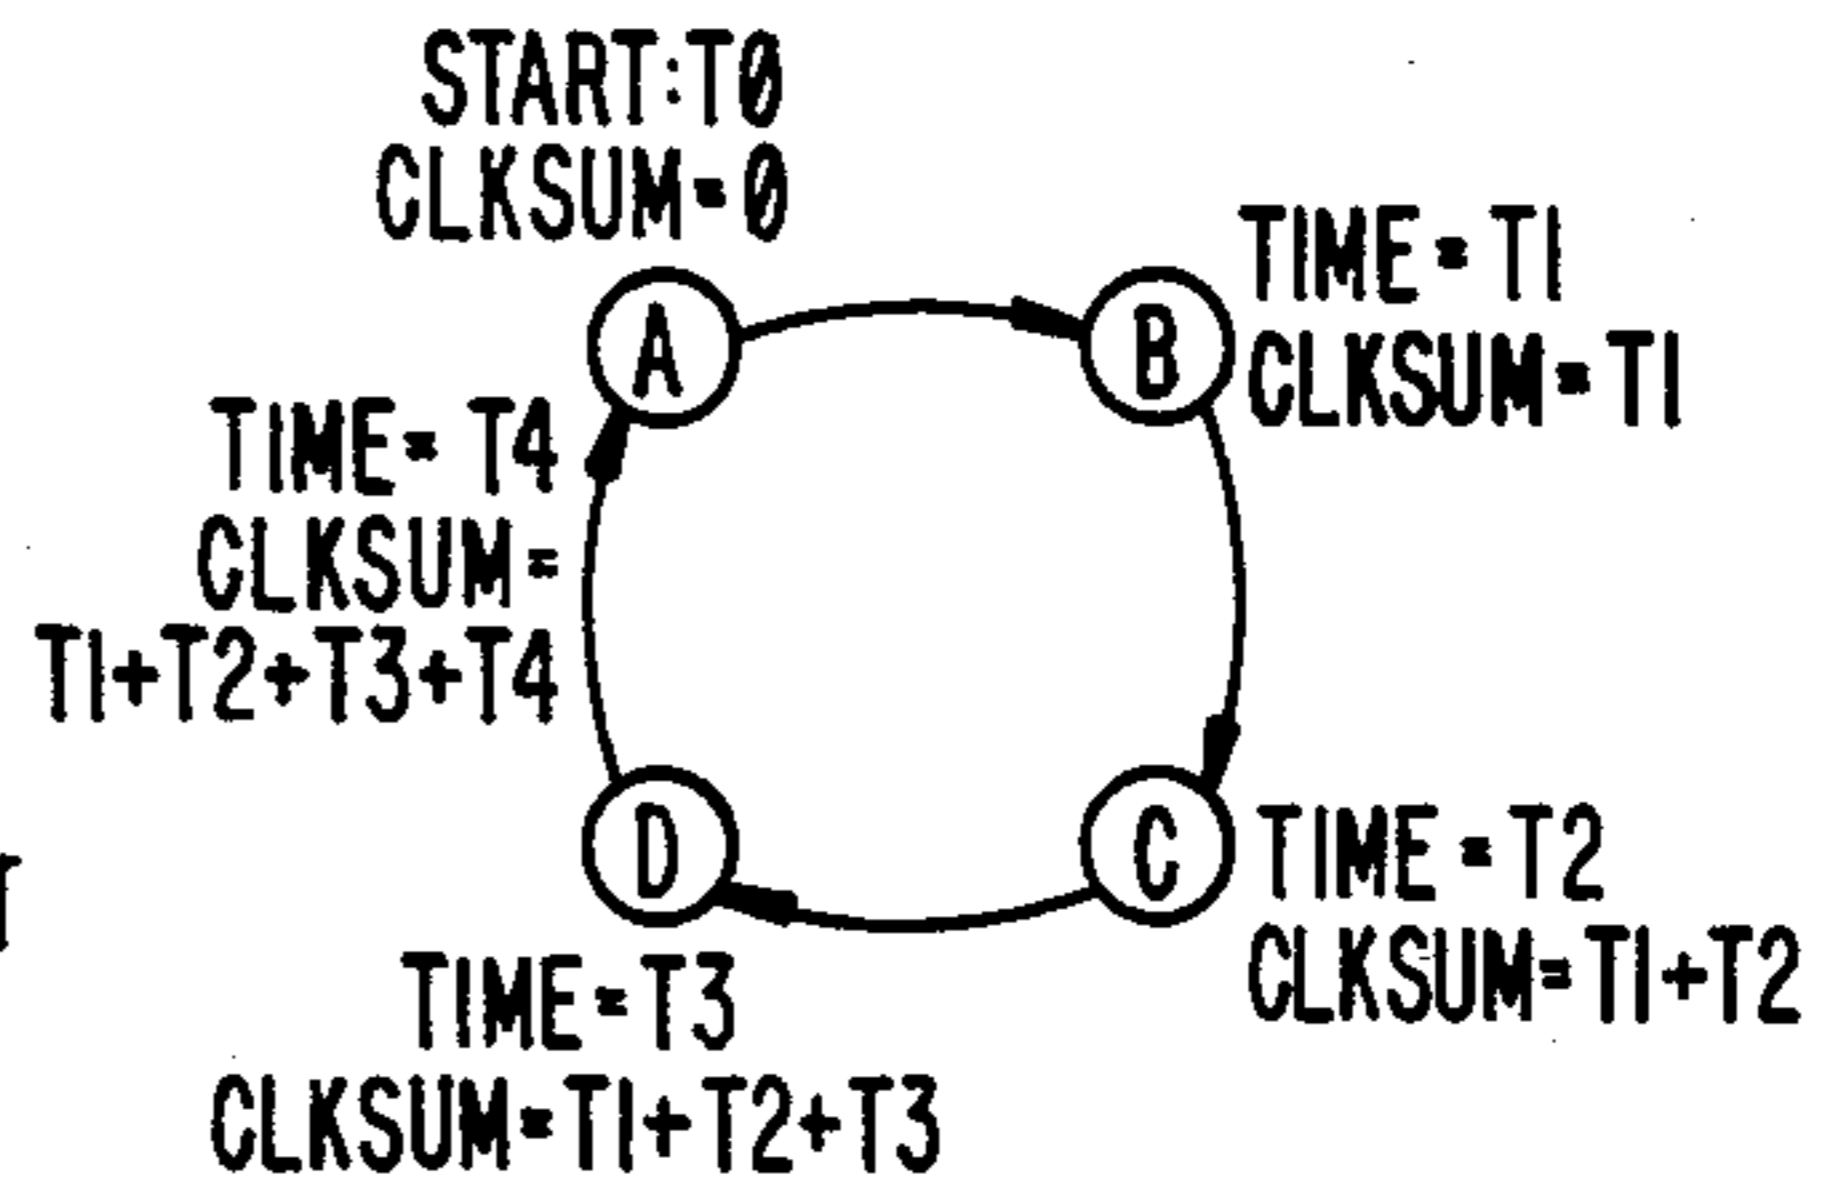 START:T0
CLKSUM=0
A
B
TIME=T1
CLKSUM=T1
TIME=T4
CLKSUM=
T1+T2+T3+T4
D
C
TIME=T2
CLKSUM=T1+T2
T
TIME=T3
CLKSUM=T1+T2+T3